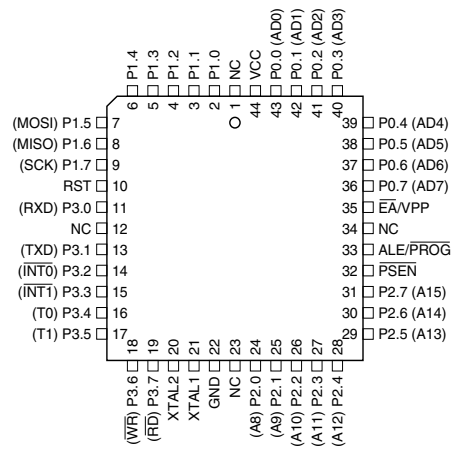 P1.4
P1.3
P1.2
P1.1
P1.0
NC
VCC
P0.0 (AD0)
P0.1 (AD1)
P0.2 (AD2)
P0.3 (AD3)
6
5
4
3
2
1
44
43
42
41
40
(MOSI) P1.5 7
(MISO) P1.6 8
(SCK) P1.7 9
RST 10
(RXD) P3.0 11
NC 12
(TXD) P3.1 13
(INT0) P3.2 14
(INT1) P3.3 15
(T0) P3.4 16
(T1) P3.5 17
39 P0.4 (AD4)
38 P0.5 (AD5)
37 P0.6 (AD6)
36 P0.7 (AD7)
35 EA/VPP
34 NC
33 ALE/PROG
32 PSEN
31 P2.7 (A15)
30 P2.6 (A14)
29 P2.5 (A13)
18
19
20
21
22
23
24
25
26
27
28
(WR) P3.6
(RD) P3.7
XTAL2
XTAL1
GND
NC
(A8) P2.0
(A9) P2.1
(A10) P2.2
(A11) P2.3
(A12) P2.4